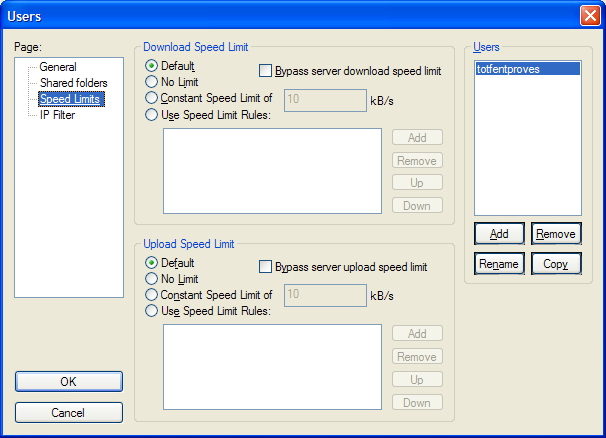 Users
Page:
General
Shared folders
Speed Limits
IP Filter
OK
Cancel
Download Speed Limit
Default
Bypass server download speed limit
No Limit
Constant Speed Limit of 10 kB/s
Use Speed Limit Rules:
Add
Remove
Up
Down
Upload Speed Limit
Default
Bypass server upload speed limit
No Limit
Constant Speed Limit of 10 kB/s
Use Speed Limit Rules:
Add
Remove
Up
Down
Users
totfentproves
Add Remove
Rename Copy